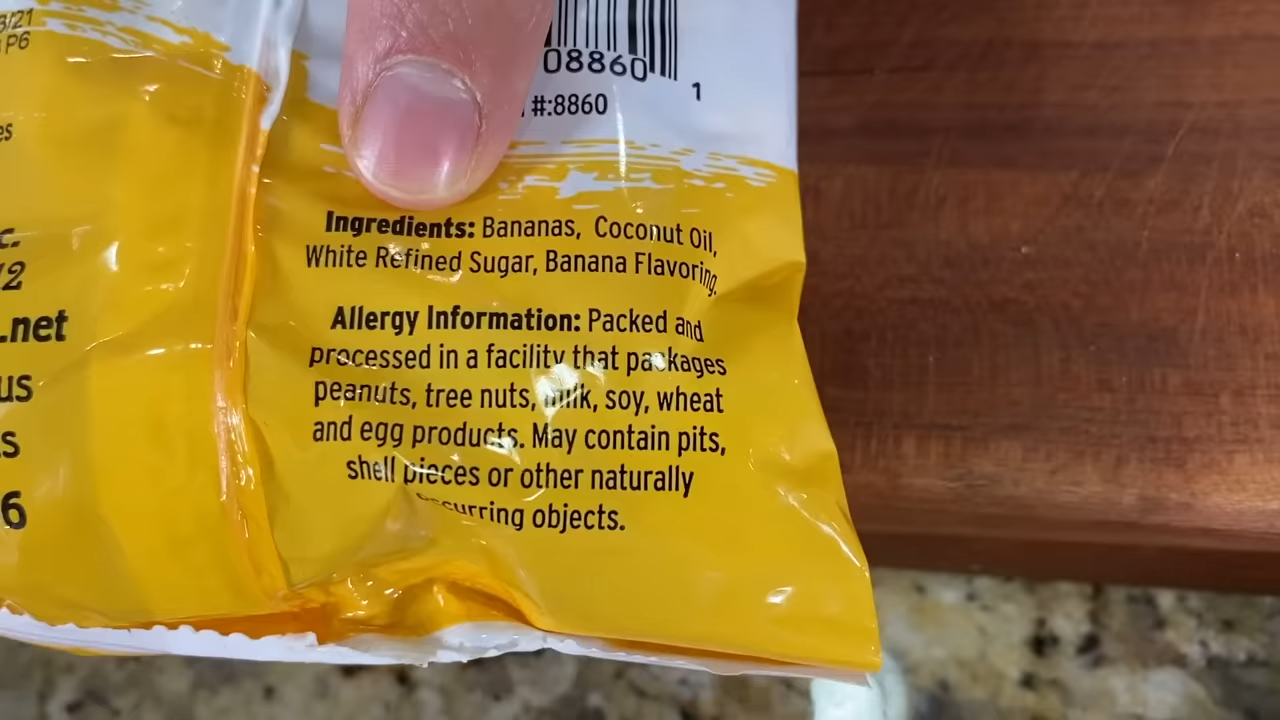 3/21
P6
es
c.
12
.net
us
s
6
08860
1
#:8860
Ingredients: Bananas, Coconut Oil,
White Refined Sugar, Banana Flavoring.
Allergy Information: Packed and
processed in a facility that packages
peanuts, tree nuts, milk, soy, wheat
and egg products. May contain pits,
shell pieces or other naturally
occurring objects.